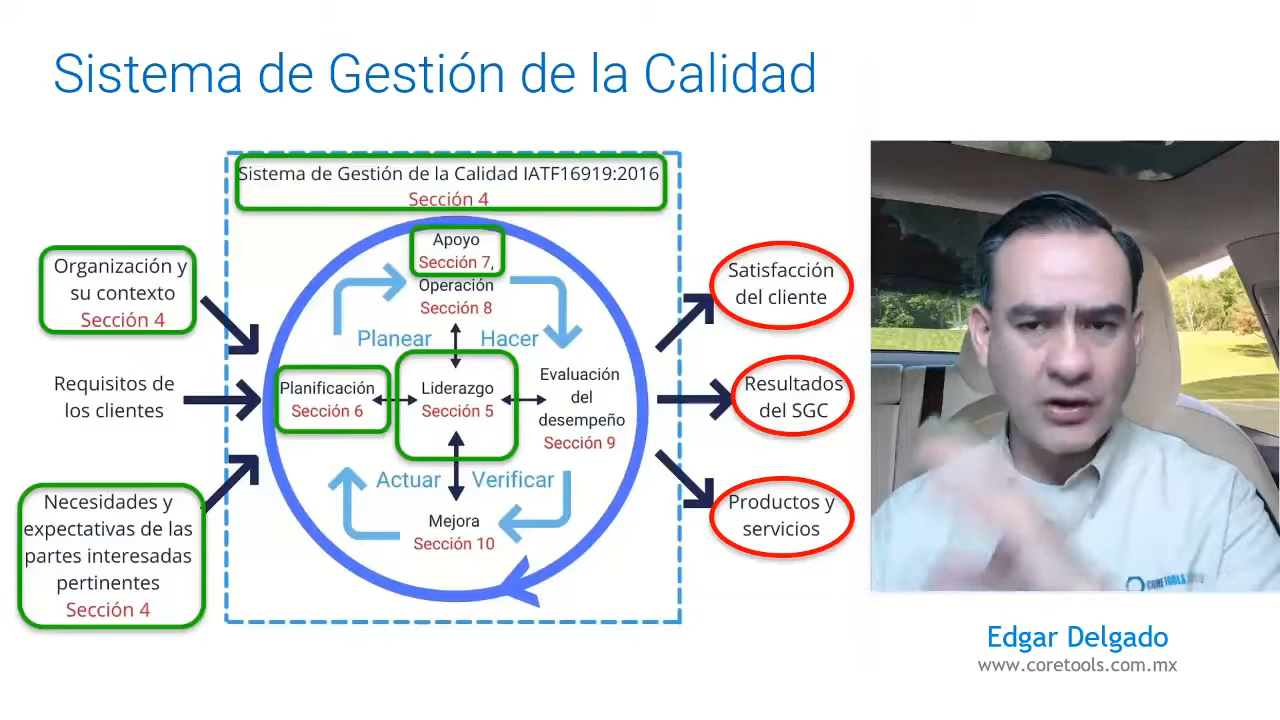 Sistema de Gestión de la Calidad
Sistema de Gestión de la Calidad IATF16919:2016
Sección 4
Organización y
su contexto
Sección 4
Requisitos de
los clientes
Necesidades y
expectativas de las
partes interesadas
pertinentes
Sección 4
Apoyo
Sección 7,
Operación
Sección 8
Planear
Hacer
Planificación
Sección 6
Liderazgo
Sección 5
Evaluación
del
desempeño
Sección 9
Actuar
Verificar
Mejora
Sección 10
Satisfacción
del cliente
Resultados
del SGC
Productos y
servicios
CORETOOLS
Edgar Delgado
www.coretools.com.mx